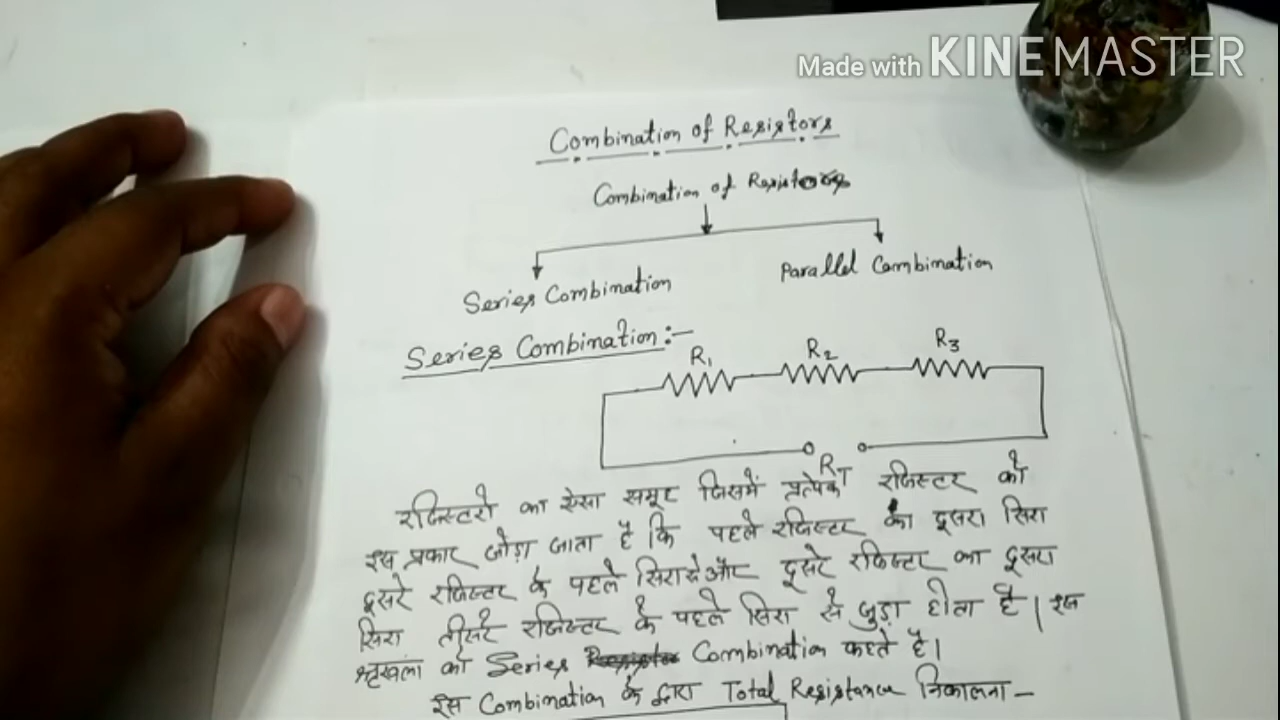 Made with KINEMASTER
Combination of Resistors
Combination of Resistors
Series Combination
Parallel Combination
Series Combination:-
R1 R2 R3
RT
रजिस्टरो का ऐसा समूह जिसमें प्रत्येक रजिस्टर को
इस प्रकार जोड़ा जाता है कि पहले रजिस्टर का दूसरा सिरा
दूसरे रजिस्टर के पहले सिरा से और दूसरे रजिस्टर का दूसरा
सिरा तीसरे रजिस्टर के पहले सिरा से जुड़ा होता है। इस
श्रृंखला को Series Combination कहते है।
इस Combination के द्वारा Total Resistance निकालना –